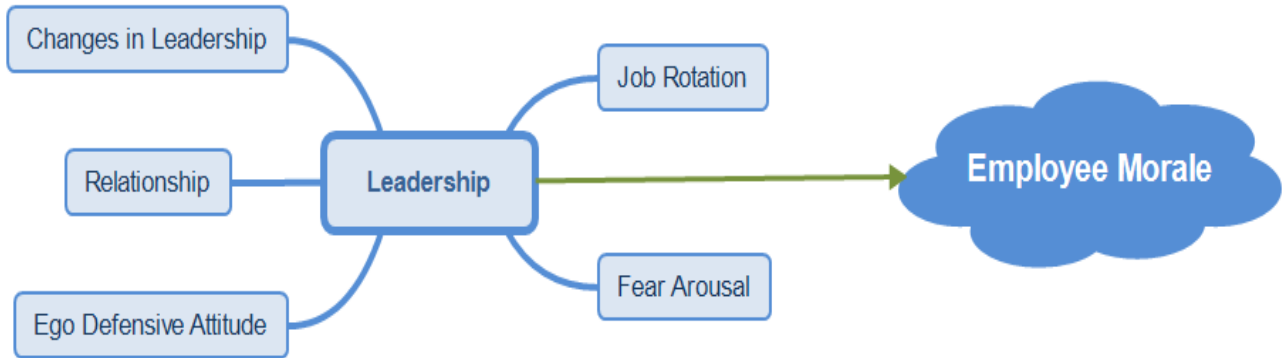 Changes in Leadership
Job Rotation
Relationship
Leadership
Employee Morale
Ego Defensive Attitude
Fear Arousal